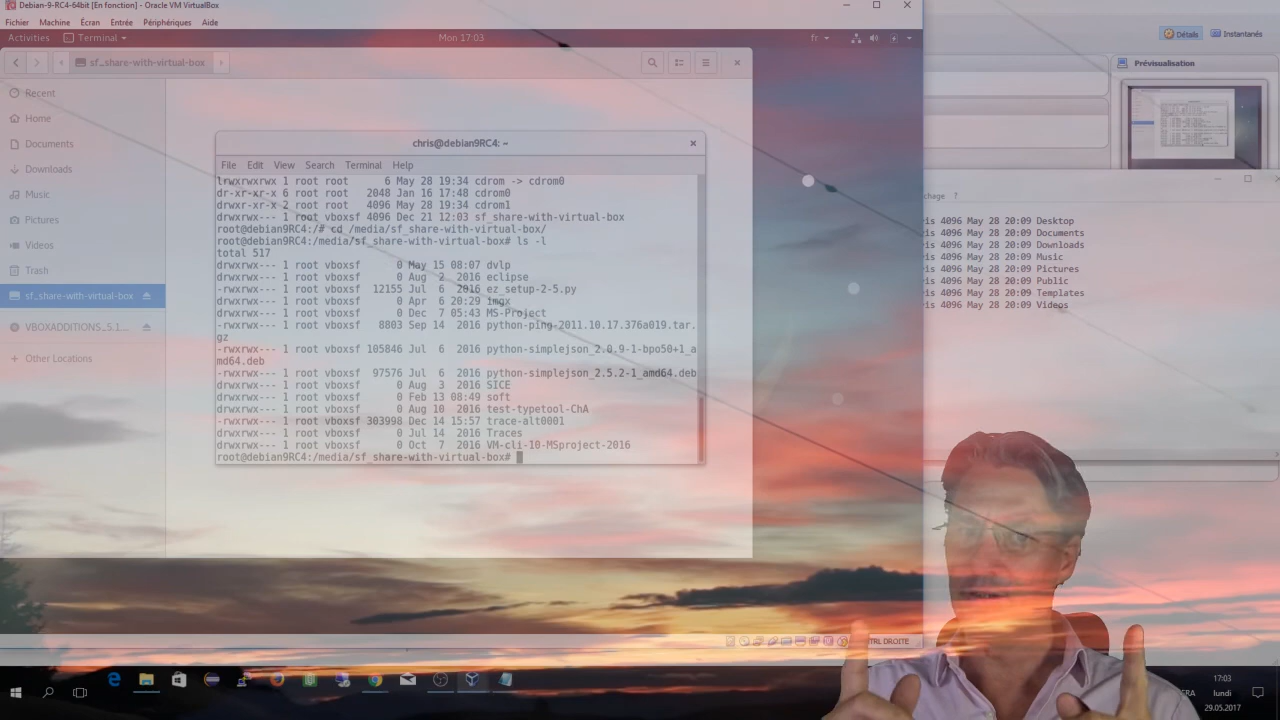 Debian-9-RC4-64bit [En fonction] - Oracle VM VirtualBox
Fichier Machine Écran Entrée Périphériques Aide
Activities Terminal Mon 17:03 fr
sf_share-with-virtual-box
Recent
Home
Documents
Downloads
Music
Pictures
Videos
Trash
sf_share-with-virtual-box
VBOXADDITIONS_5.1...
+ Other Locations
chris@debian9RC4: ~
File Edit View Search Terminal Help
lrwxrwxrwx 1 root root 6 May 28 19:34 cdrom -> cdrom0
dr-xr-xr-x 6 root root 2048 Jan 16 17:48 cdrom0
drwxr-xr-x 2 root root 4096 May 28 19:34 cdrom1
drwxrwx--- 1 root vboxsf 4096 Dec 21 12:03 sf_share-with-virtual-box
root@debian9RC4:/# cd /media/sf_share-with-virtual-box/
root@debian9RC4:/media/sf_share-with-virtual-box# ls -l
total 517
drwxrwx--- 1 root vboxsf 0 May 15 08:07 dvlp
drwxrwx--- 1 root vboxsf 0 Aug 2 2016 eclipse
-rwxrwx--- 1 root vboxsf 12155 Jul 6 2016 ez_setup-2-5.py
drwxrwx--- 1 root vboxsf 0 Apr 6 20:29 imgx
drwxrwx--- 1 root vboxsf 0 Dec 7 05:43 MS-Project
-rwxrwx--- 1 root vboxsf 8803 Sep 14 2016 python-ping-2011.10.17.376a019.tar.
gz
-rwxrwx--- 1 root vboxsf 105846 Jul 6 2016 python-simplejson_2.0.9-1-bpo50+1_a
md64.deb
-rwxrwx--- 1 root vboxsf 97576 Jul 6 2016 python-simplejson_2.5.2-1_amd64.deb
drwxrwx--- 1 root vboxsf 0 Aug 3 2016 SICE
drwxrwx--- 1 root vboxsf 0 Feb 13 08:49 soft
drwxrwx--- 1 root vboxsf 0 Aug 10 2016 test-typetool-ChA
-rwxrwx--- 1 root vboxsf 303998 Dec 14 15:57 trace-alt0001
drwxrwx--- 1 root vboxsf 0 Jul 14 2016 Traces
drwxrwx--- 1 root vboxsf 0 Oct 7 2016 VM-cli-10-MSproject-2016
root@debian9RC4:/media/sf_share-with-virtual-box#
Détails Instantanés
Prévisualisation
chage ?
ris 4096 May 28 20:09 Desktop
ris 4096 May 28 20:09 Documents
ris 4096 May 28 20:09 Downloads
ris 4096 May 28 20:09 Music
ris 4096 May 28 20:09 Pictures
ris 4096 May 28 20:09 Public
ris 4096 May 28 20:09 Templates
ris 4096 May 28 20:09 Videos
TRL DROITE
17:03
lundi
29.05.2017